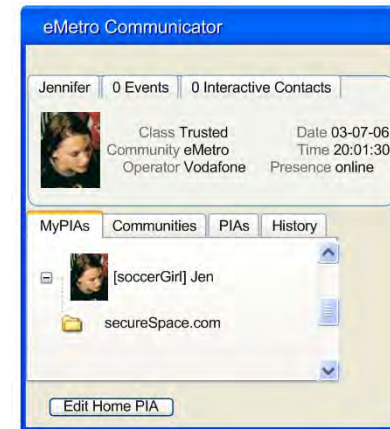 eMetro Communicator
Jennifer 0 Events 0 Interactive Contacts
Class Trusted Date 03-07-06
Community eMetro Time 20:01:30
Operator Vodafone Presence online
MyPIAs Communities PIAs History
[soccerGirl] Jen
secureSpace.com
Edit Home PIA